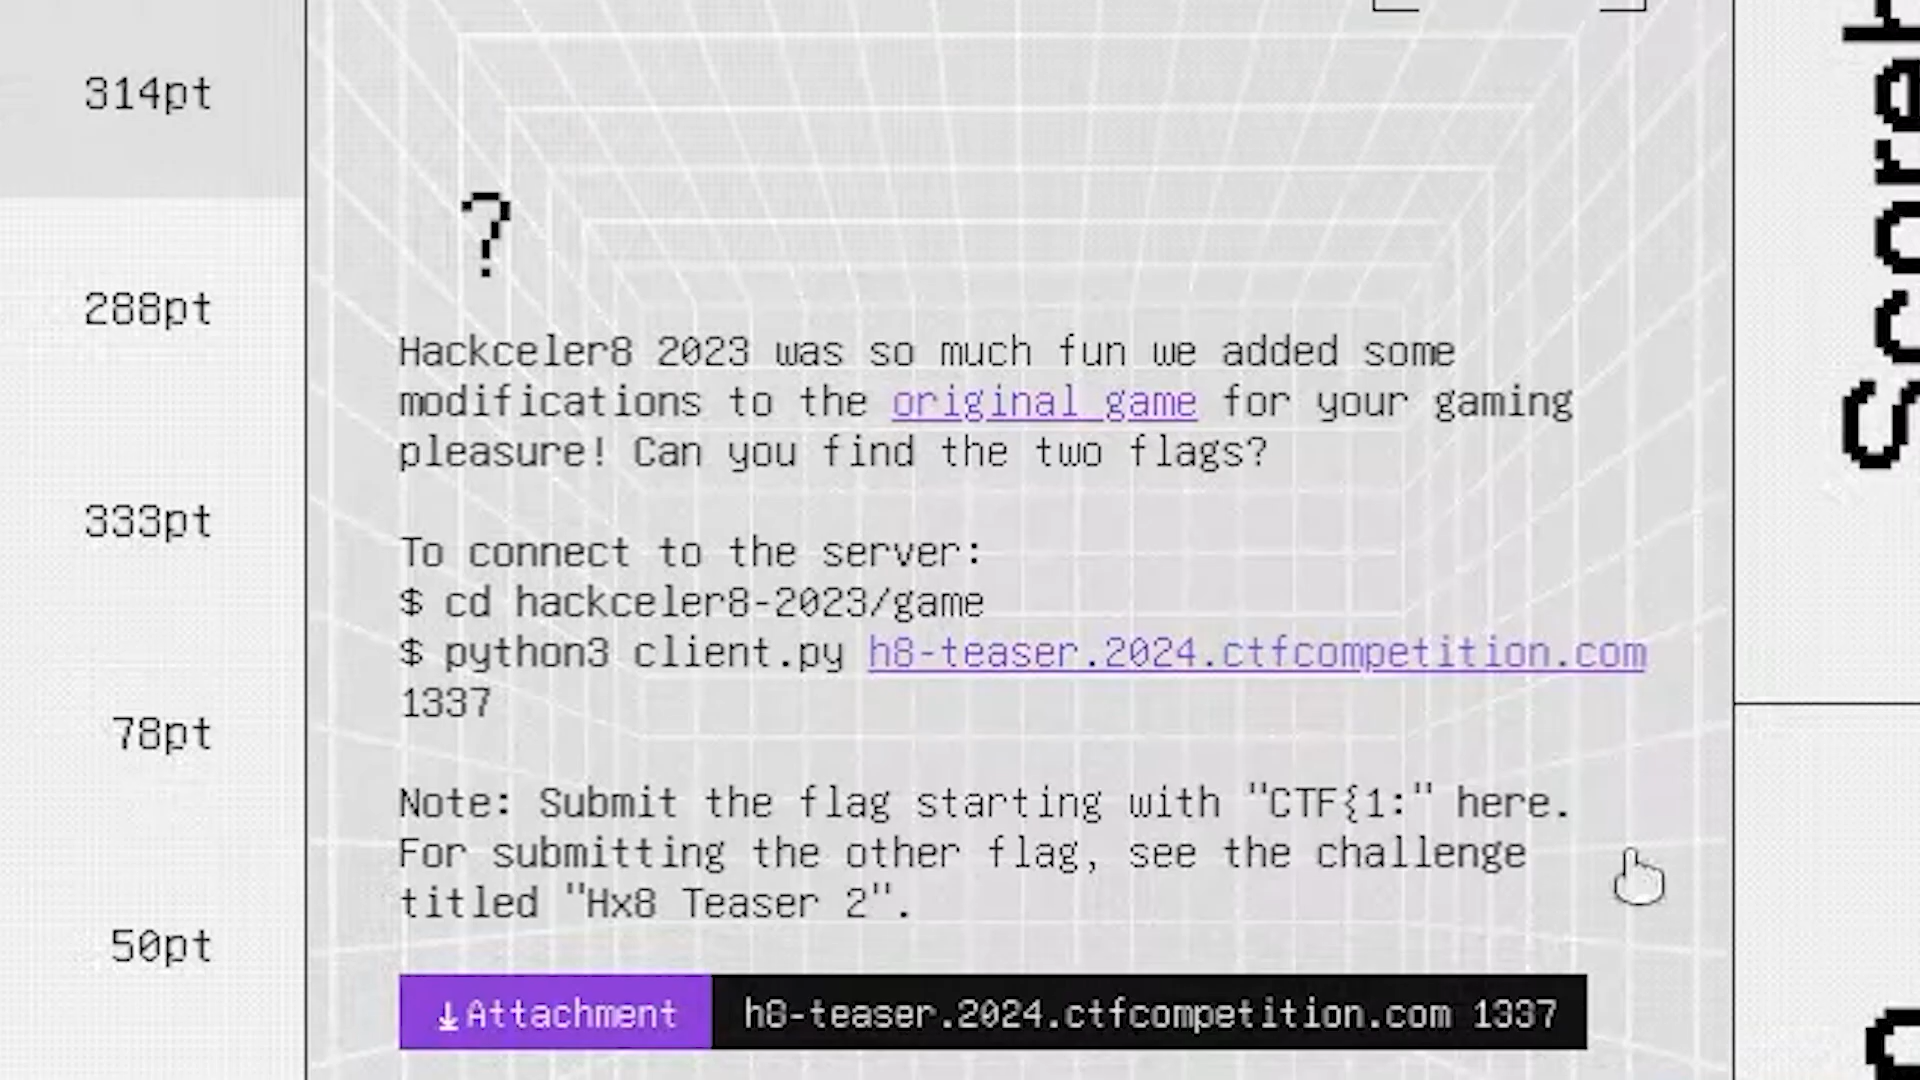 314pt
288pt
333pt
78pt
50pt
?
Hackceler8 2023 was so much fun we added some
modifications to the original game for your gaming
pleasure! Can you find the two flags?
To connect to the server:
$ cd hackceler8-2023/game
$ python3 client.py h8-teaser.2024.ctfcompetition.com
1337
Note: Submit the flag starting with "CTF{1:" here.
For submitting the other flag, see the challenge
titled "Hx8 Teaser 2".
Attachment
h8-teaser.2024.ctfcompetition.com 1337